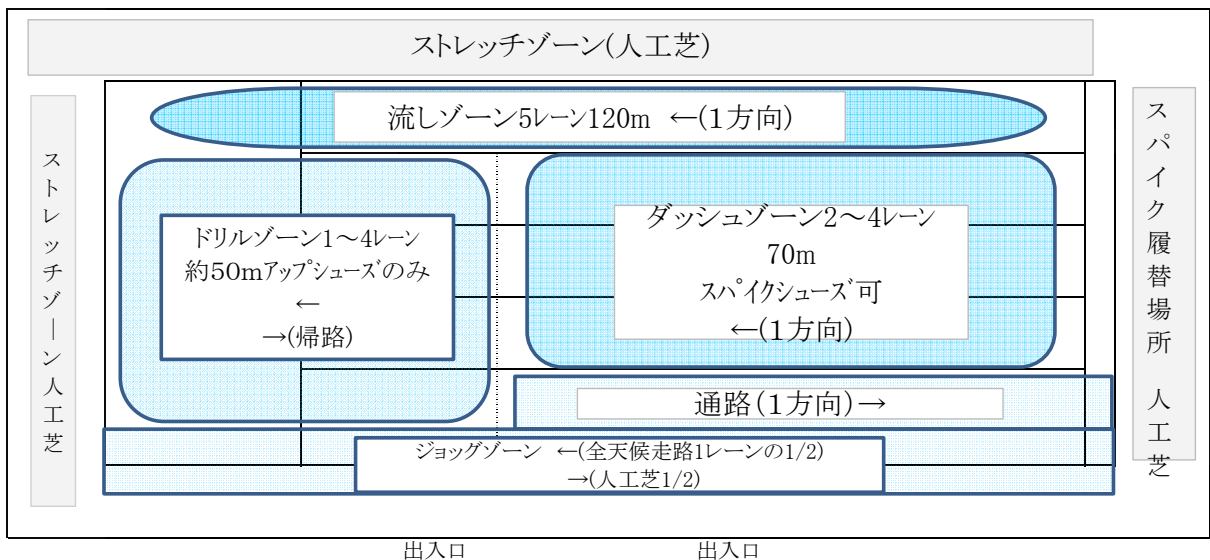 ストレッチゾーン(人工芝)
流しゾーン5レーン120m ←(1方向)
ストレッチゾーン人工芝
ドリルゾーン1～4レーン
約50mアップシューズのみ
←
→(帰路)
ダッシュゾーン2～4レーン
70m
スパイクシューズ可
←(1方向)
スパイク履替場所 人工芝
通路(1方向)→
ジョッグゾーン ←(全天候走路1レーンの1/2)
→(人工芝1/2)
出入口 出入口